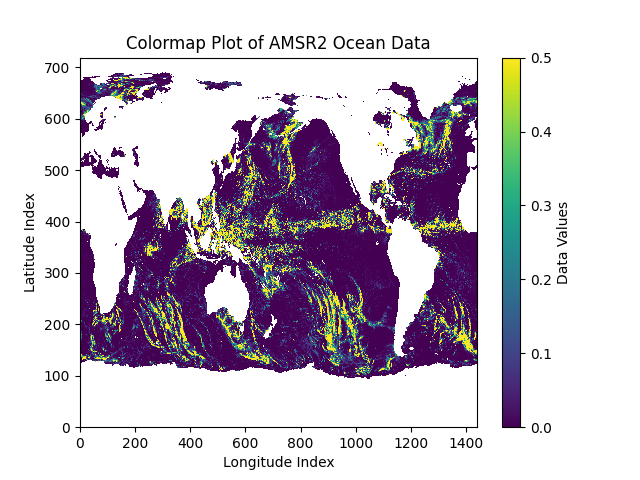 Colormap Plot of AMSR2 Ocean Data
700
600
500
400
300
200
100
0
Latitude Index
0 200 400 600 800 1000 1200 1400
Longitude Index
0.5
0.4
0.3
0.2
0.1
0.0
Data Values